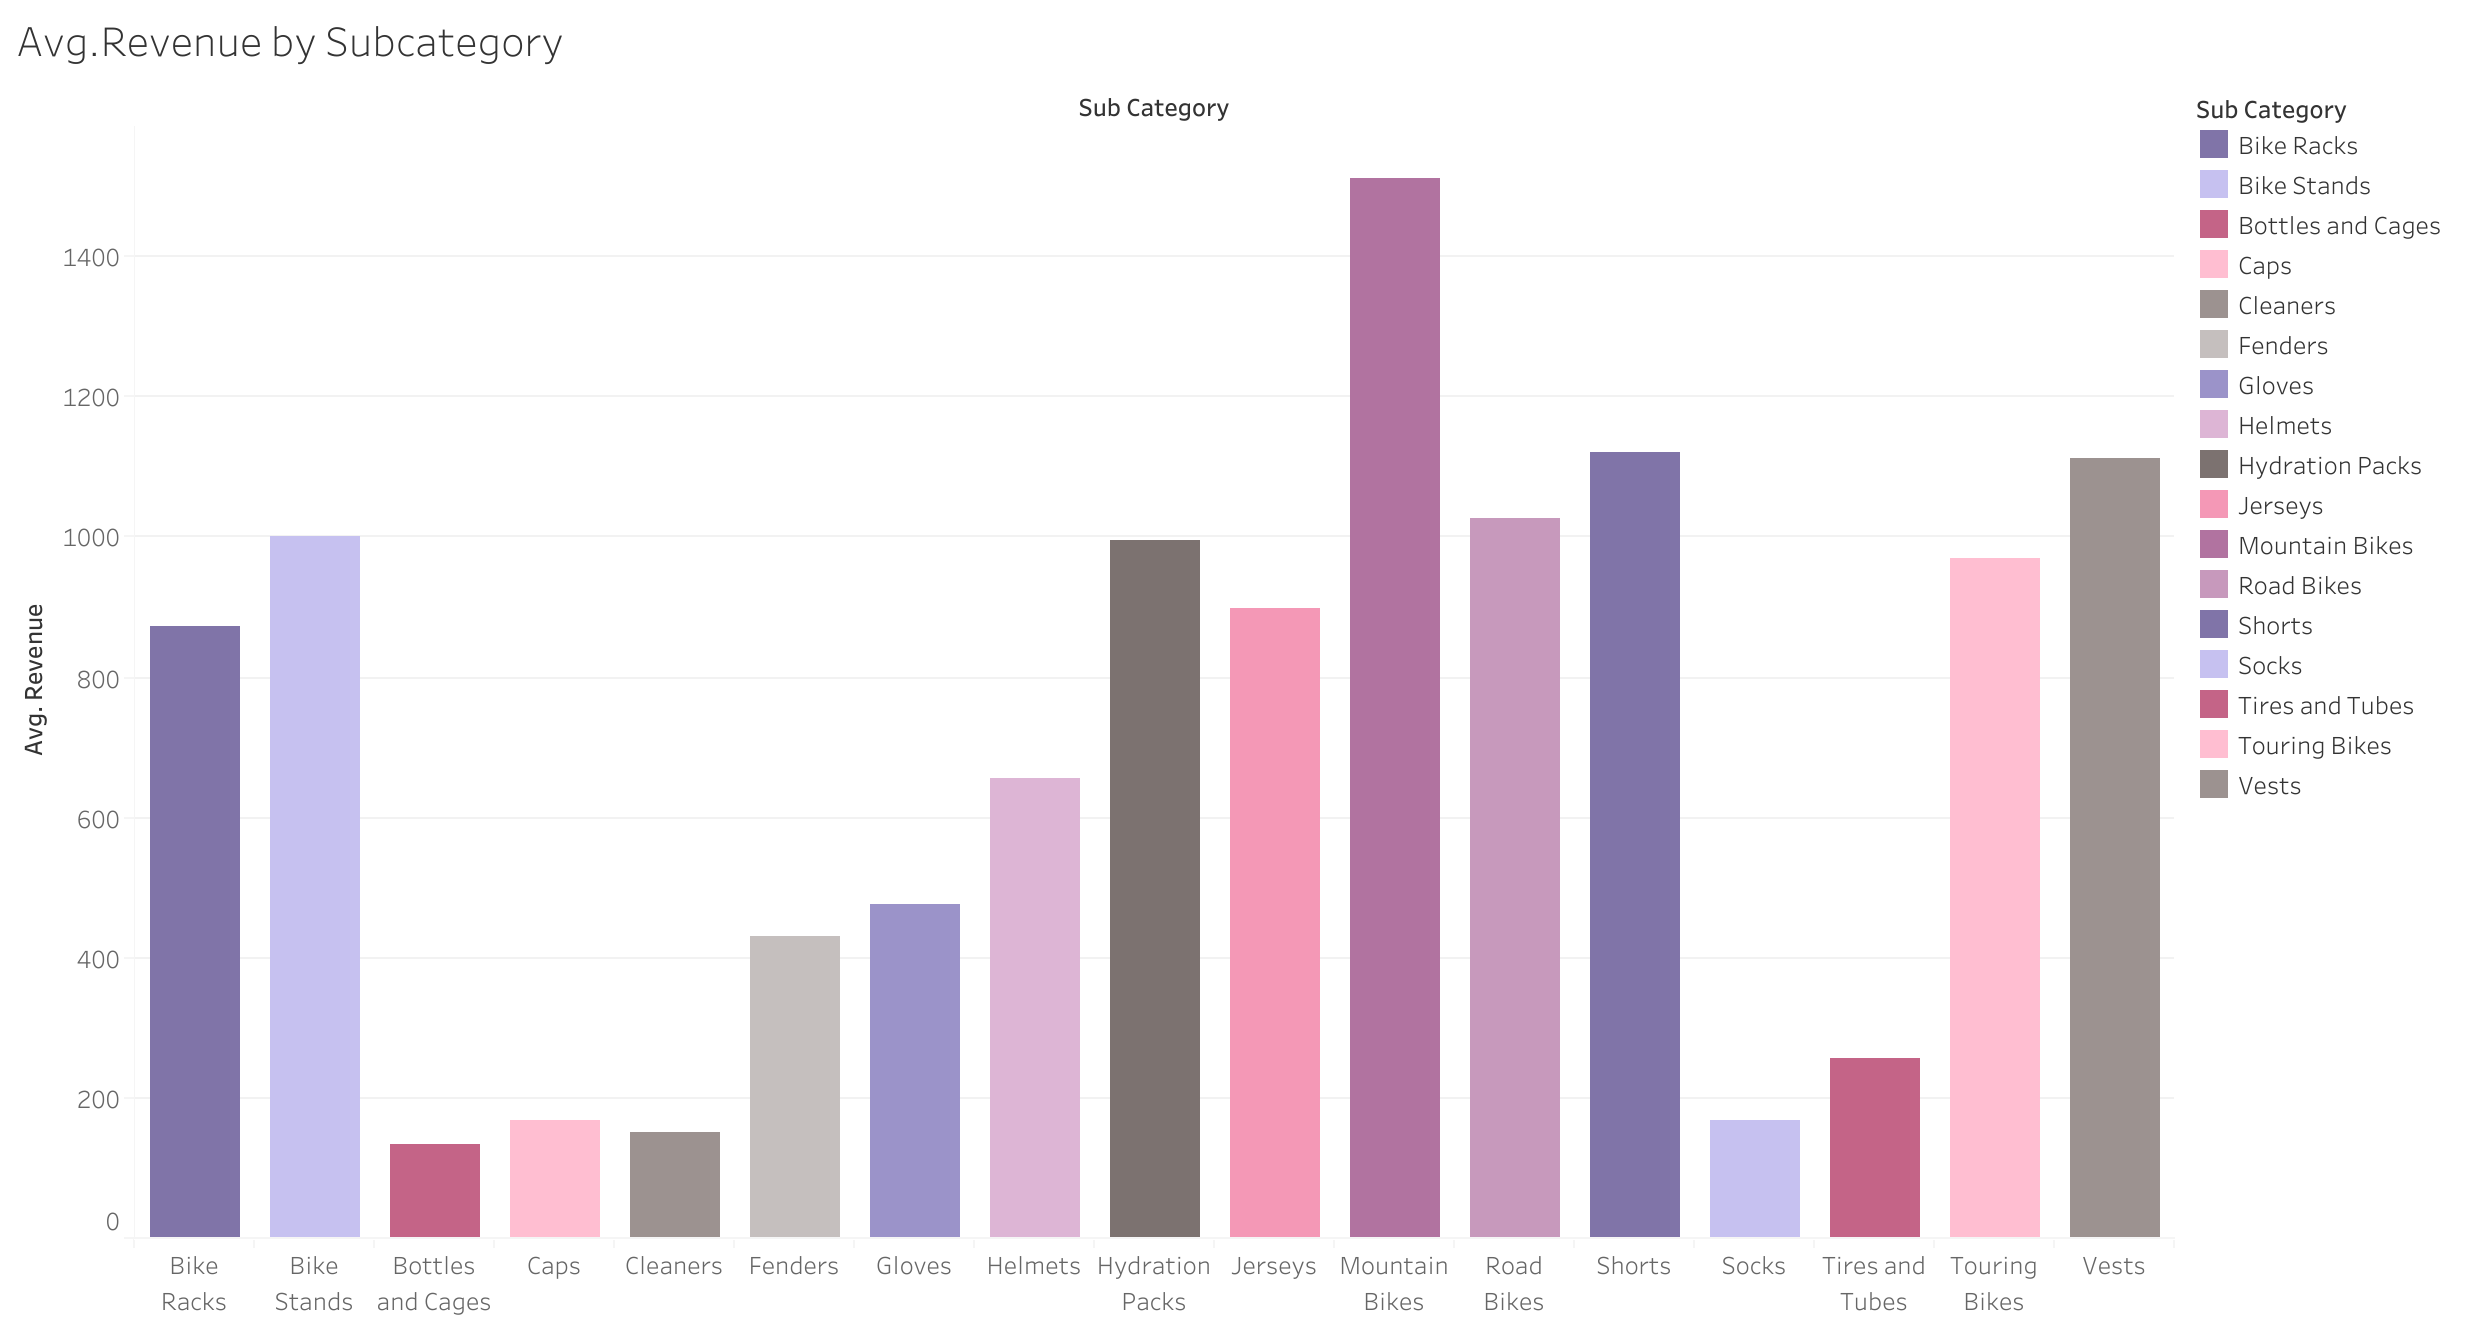 Avg.Revenue by Subcategory
Sub Category
Avg. Revenue
1400
1200
1000
800
600
400
200
0
Bike Racks
Bike Stands
Bottles and Cages
Caps
Cleaners
Fenders
Gloves
Helmets
Hydration Packs
Jerseys
Mountain Bikes
Road Bikes
Shorts
Socks
Tires and Tubes
Touring Bikes
Vests
Sub Category
Bike Racks
Bike Stands
Bottles and Cages
Caps
Cleaners
Fenders
Gloves
Helmets
Hydration Packs
Jerseys
Mountain Bikes
Road Bikes
Shorts
Socks
Tires and Tubes
Touring Bikes
Vests